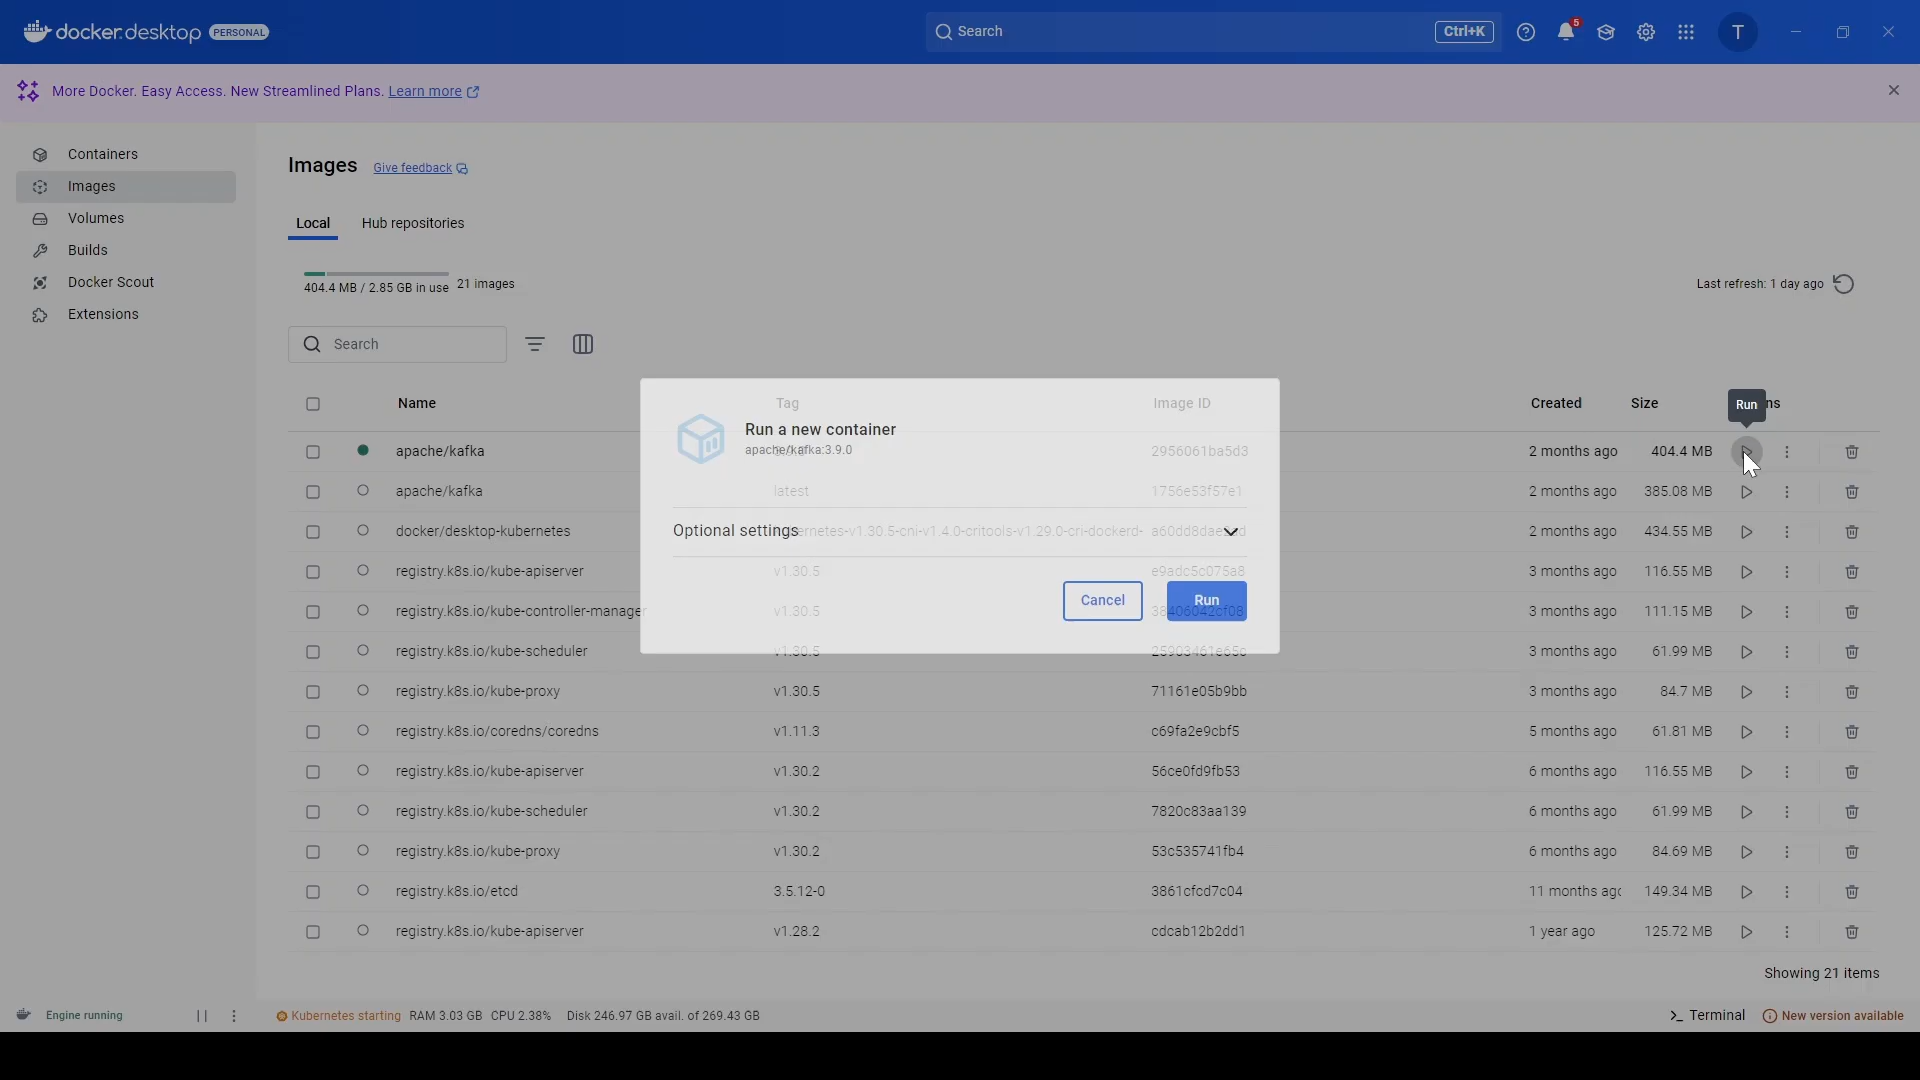 docker desktop PERSONAL
Search
Ctrl+K
5
T
More Docker. Easy Access. New Streamlined Plans. Learn more
Containers
Images
Volumes
Builds
Docker Scout
Extensions
Images
Give feedback
Local
Hub repositories
404.4 MB / 2.85 GB in use
21 images
Last refresh: 1 day ago
Search
Name Tag Image ID Created Size
Run
Run a new container
apache/kafka:3.9.0
Optional settings
Cancel
Run
apache/kafka 2956061ba5d3 2 months ago 404.4 MB
apache/kafka latest 1756e53f57e1 2 months ago 385.08 MB
docker/desktop-kubernetes ernetes-v1.30.5-cni-v1.4.0-critools-v1.29.0-cri-dockerd- 2 months ago 434.55 MB
registry.k8s.io/kube-apiserver v1.30.5 e9adc5c075a8 3 months ago 116.55 MB
registry.k8s.io/kube-controller-manager v1.30.5 38406042cf08 3 months ago 111.15 MB
registry.k8s.io/kube-scheduler v1.30.5 25903461e65c 3 months ago 61.99 MB
registry.k8s.io/kube-proxy v1.30.5 71161e05b9bb 3 months ago 84.7 MB
registry.k8s.io/coredns/coredns v1.11.3 c69fa2e9cbf5 5 months ago 61.81 MB
registry.k8s.io/kube-apiserver v1.30.2 56ce0fd9fb53 6 months ago 116.55 MB
registry.k8s.io/kube-scheduler v1.30.2 7820c83aa139 6 months ago 61.99 MB
registry.k8s.io/kube-proxy v1.30.2 53c535741fb4 6 months ago 84.69 MB
registry.k8s.io/etcd 3.5.12-0 3861cfcd7c04 11 months ago 149.34 MB
registry.k8s.io/kube-apiserver v1.28.2 cdcab12b2dd1 1 year ago 125.72 MB
Showing 21 items
Engine running
Kubernetes starting RAM 3.03 GB CPU 2.38% Disk 246.97 GB avail. of 269.43 GB
Terminal
New version available